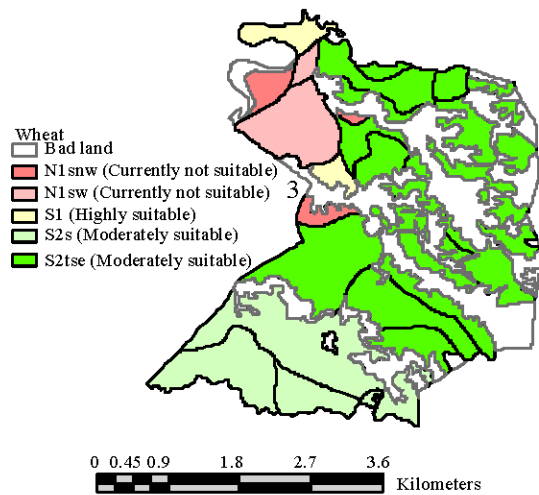 Wheat
Bad land
N1snw (Currently not suitable)
N1sw (Currently not suitable)
3
S1 (Highly suitable)
S2s (Moderately suitable)
S2tse (Moderately suitable)
0 0.45 0.9 1.8 2.7 3.6
Kilometers